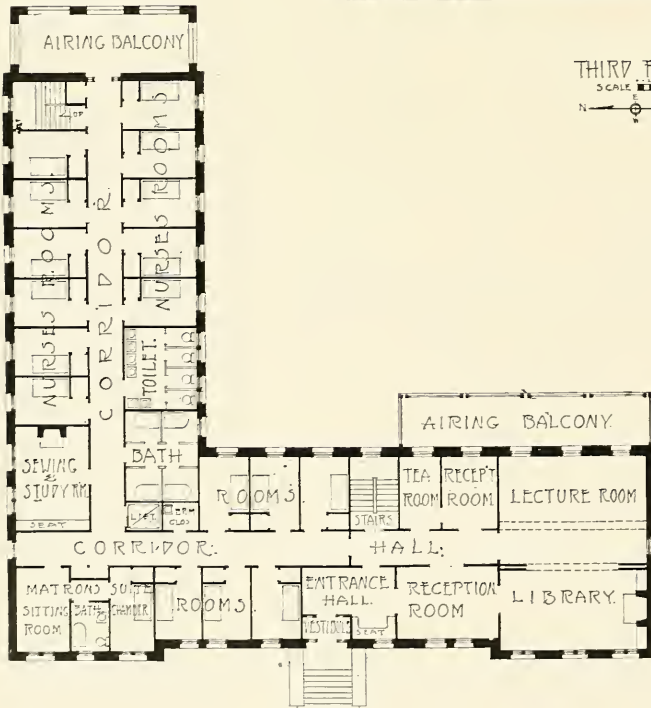 AIRING BALCONY
THIRD F
SCALE
E
N
W
UP
NURSES ROOMS.
CORRIDOR.
NURSES ROOMS
TOILET.
AIRING BALCONY.
SEWING
&
STUDY RM.
SEAT
BATH
LIFT
CLO
ROOMS.
STAIRS
TEA
ROOM
RECEPT.
ROOM
LECTURE ROOM
CORRIDOR.
HALL.
MATRONS SUITE
SITTING
ROOM
BATH
CHAMBER
ROOMS.
ENTRANCE
HALL.
VESTIBULE
SEAT
RECEPTION
ROOM
LIBRARY.